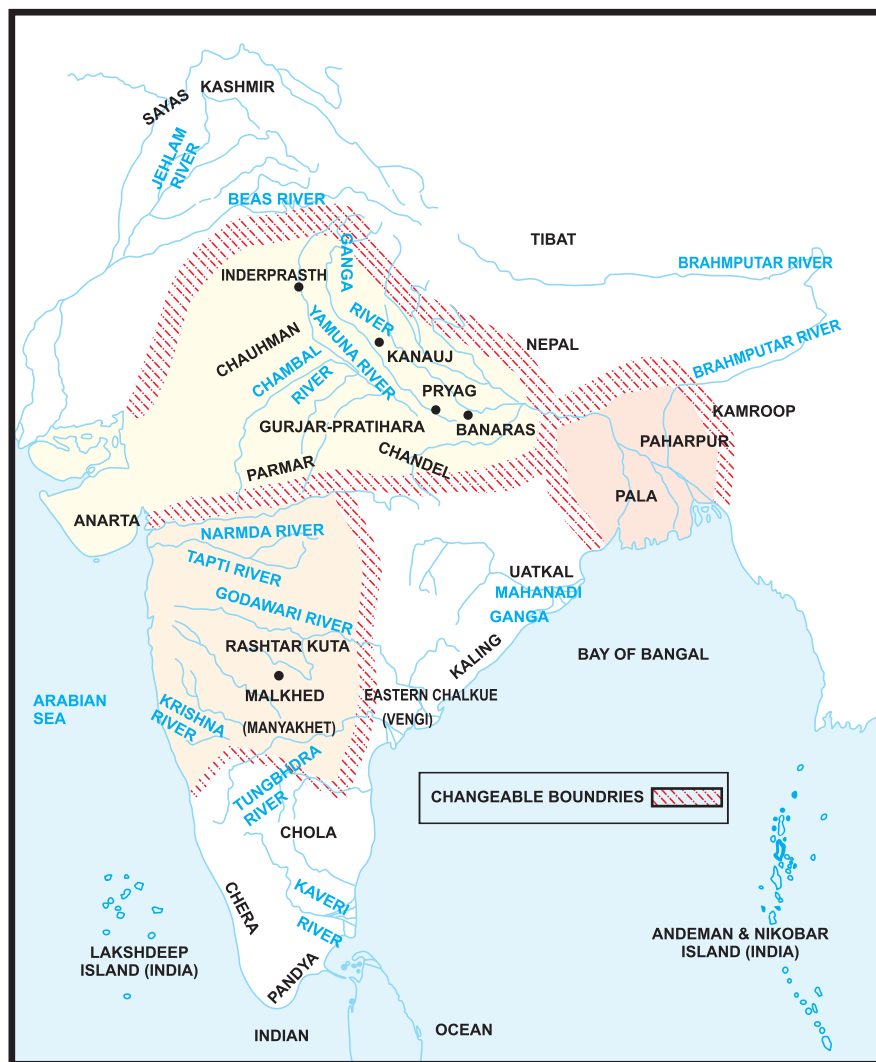 KASHMIR
SAYAS
JEHLAM
RIVER
BEAS RIVER
TIBAT
BRAHMPUTAR RIVER
INDERPRASTH
GANGA
RIVER
CHAUHMAN
YAMUNA RIVER
KANAUJ
NEPAL
BRAHMPUTAR RIVER
CHAMBAL
RIVER
PRYAG
KAMROOP
GURJAR-PRATIHARA
BANARAS
PAHARPUR
PARMAR
CHANDEL
PALA
ANARTA
NARMDA RIVER
TAPTI RIVER
UATKAL
MAHANADI
GODAWARI RIVER
GANGA
RASHTAR KUTA
KALING
BAY OF BANGAL
MALKHED
(MANYAKHET)
EASTERN CHALKUE
(VENGI)
ARABIAN
SEA
KRISHNA
RIVER
TUNGBHDRA
RIVER
CHANGEABLE BOUNDRIES
CHOLA
CHERA
KAVERI
RIVER
PANDYA
LAKSHDEEP
ISLAND (INDIA)
ANDEMAN & NIKOBAR
ISLAND (INDIA)
INDIAN
OCEAN